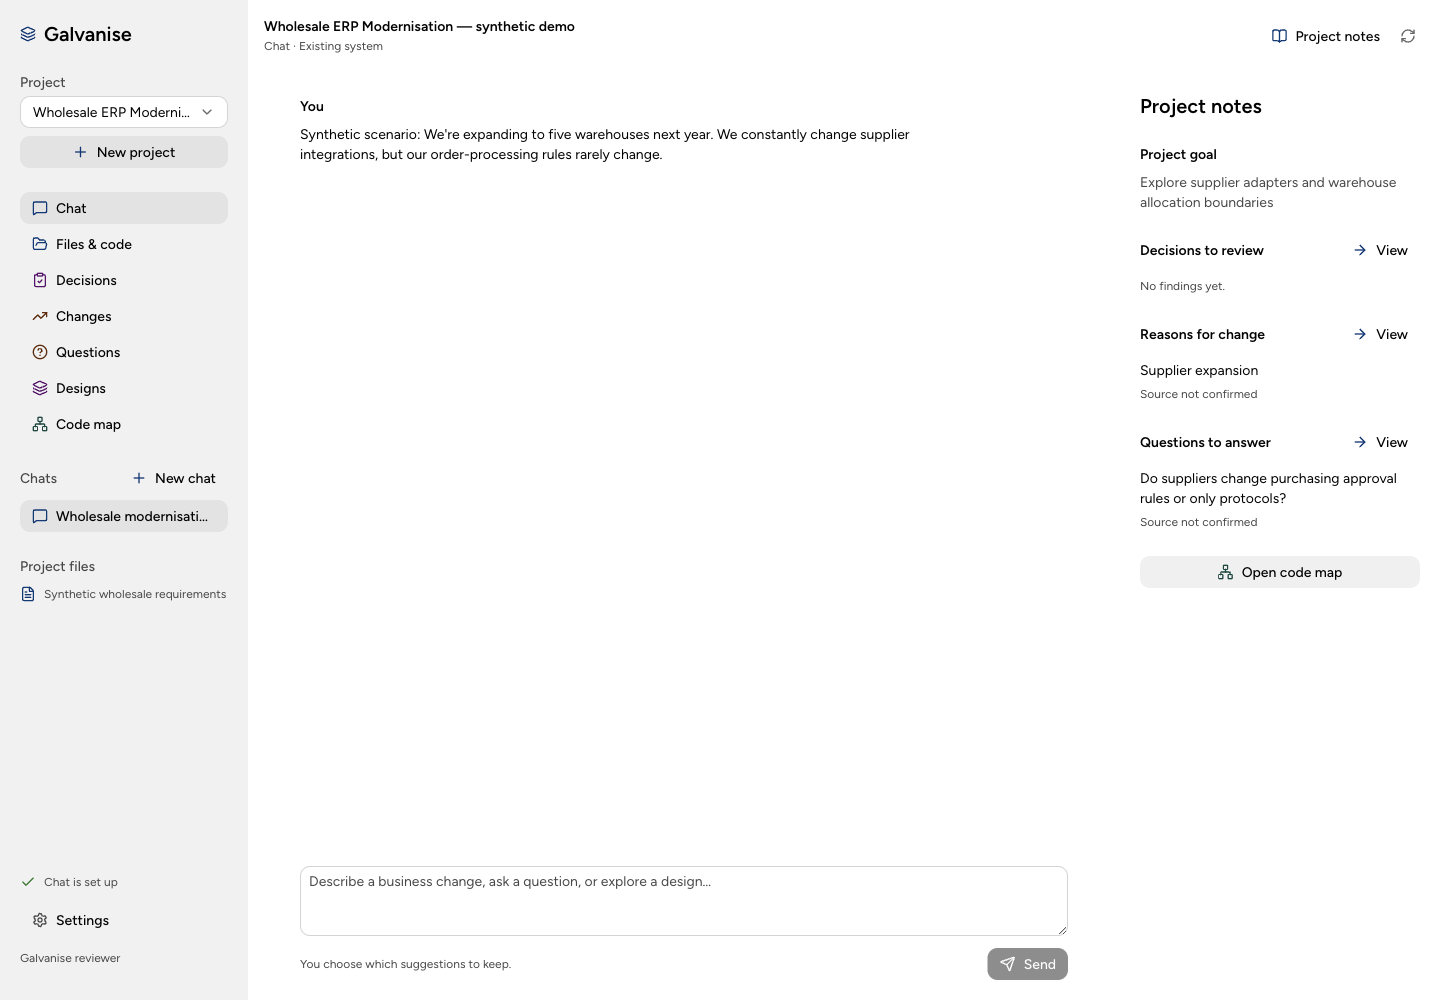 Galvanise
Project
Wholesale ERP Moderni...
New project
Chat
Files & code
Decisions
Changes
Questions
Designs
Code map
Chats
New chat
Wholesale modernisati...
Project files
Synthetic wholesale requirements
Chat is set up
Settings
Galvanise reviewer
Wholesale ERP Modernisation — synthetic demo
Chat · Existing system
Project notes
You
Synthetic scenario: We're expanding to five warehouses next year. We constantly change supplier
integrations, but our order-processing rules rarely change.
Describe a business change, ask a question, or explore a design...
You choose which suggestions to keep.
Send
Project notes
Project goal
Explore supplier adapters and warehouse
allocation boundaries
Decisions to review
View
No findings yet.
Reasons for change
View
Supplier expansion
Source not confirmed
Questions to answer
View
Do suppliers change purchasing approval
rules or only protocols?
Source not confirmed
Open code map